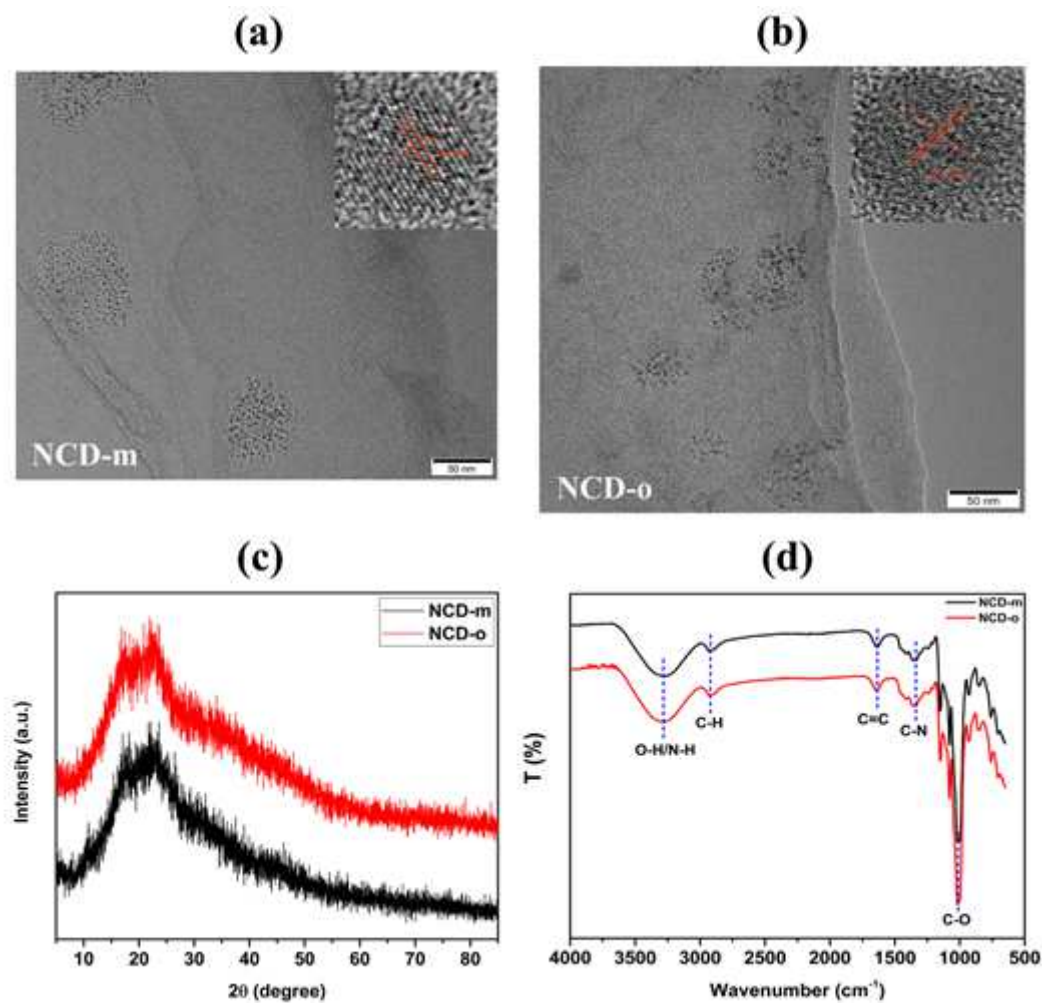 (a)
(b)
NCD-m
50 nm
NCD-o
50 nm
(c)
(d)
NCD-m
NCD-o
Intensity (a.u.)
10 20 30 40 50 60 70 80
2θ (degree)
NCD-m
NCD-o
T (%)
O-H/N-H
C-H
C=C
C-N
C-O
4000 3500 3000 2500 2000 1500 1000 500
Wavenumber (cm⁻¹)